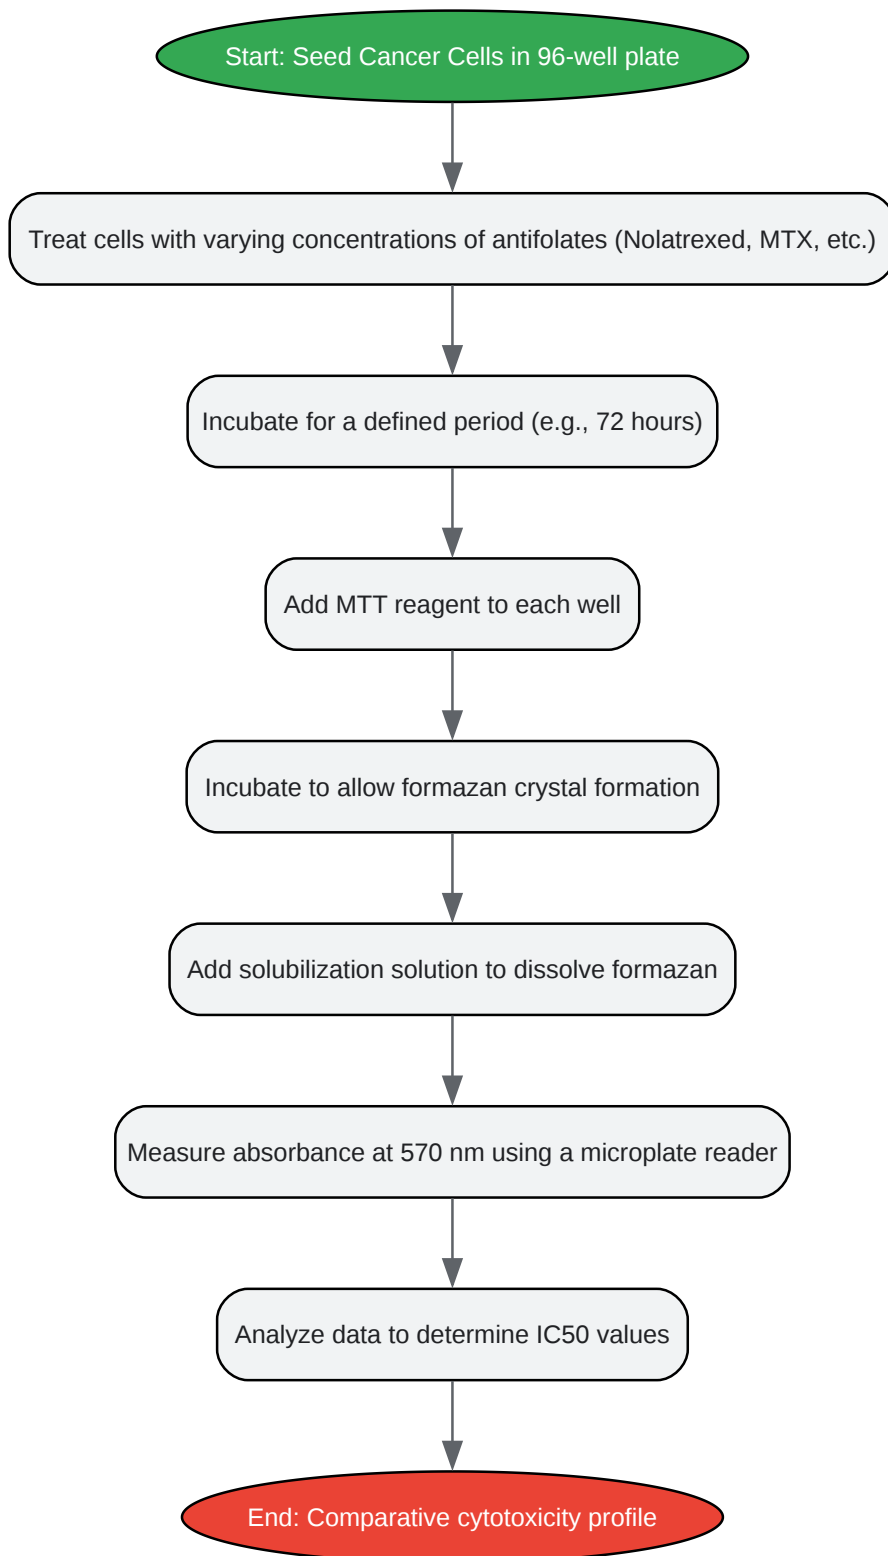 Start: Seed Cancer Cells in 96-well plate
Treat cells with varying concentrations of antifolates (Nolatrexed, MTX, etc.)
Incubate for a defined period (e.g., 72 hours)
Add MTT reagent to each well
Incubate to allow formazan crystal formation
Add solubilization solution to dissolve formazan
Measure absorbance at 570 nm using a microplate reader
Analyze data to determine IC50 values
End: Comparative cytotoxicity profile